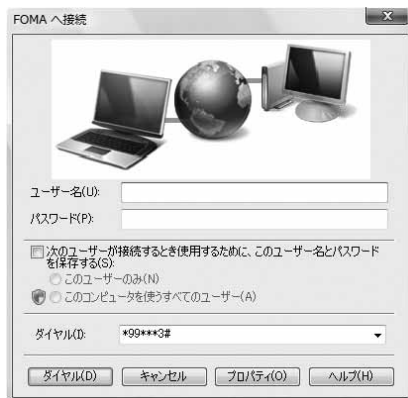 FOMA へ接続
ユーザー名(U):
パスワード(P):
次のユーザーが接続するとき使用するために、このユーザー名とパスワード
を保存する(S):
このユーザーのみ(N)
このコンピュータを使うすべてのユーザー(A)
ダイヤル(I): *99***3#
ダイヤル(D) キャンセル プロパティ(O) ヘルプ(H)